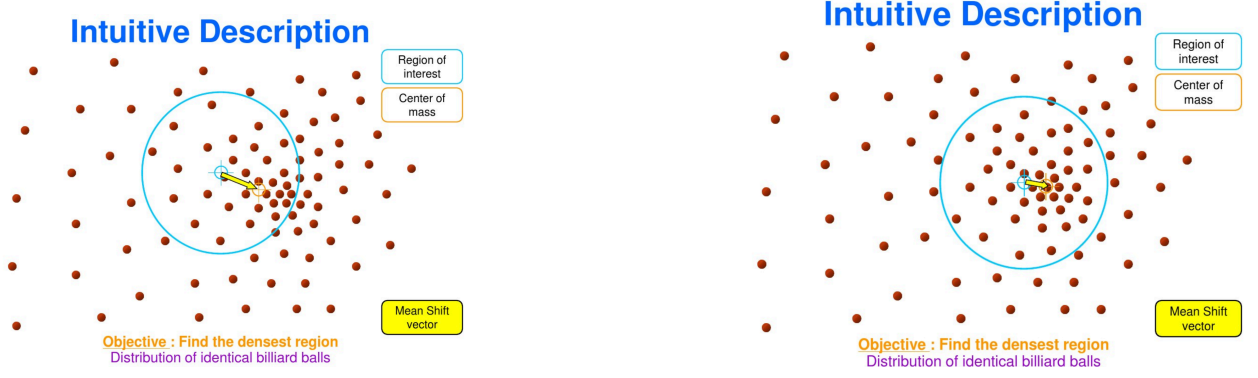 Intuitive Description
Region of
interest
Center of
mass
Mean Shift
vector
Objective : Find the densest region
Distribution of identical billiard balls
Intuitive Description
Region of
interest
Center of
mass
Mean Shift
vector
Objective : Find the densest region
Distribution of identical billiard balls